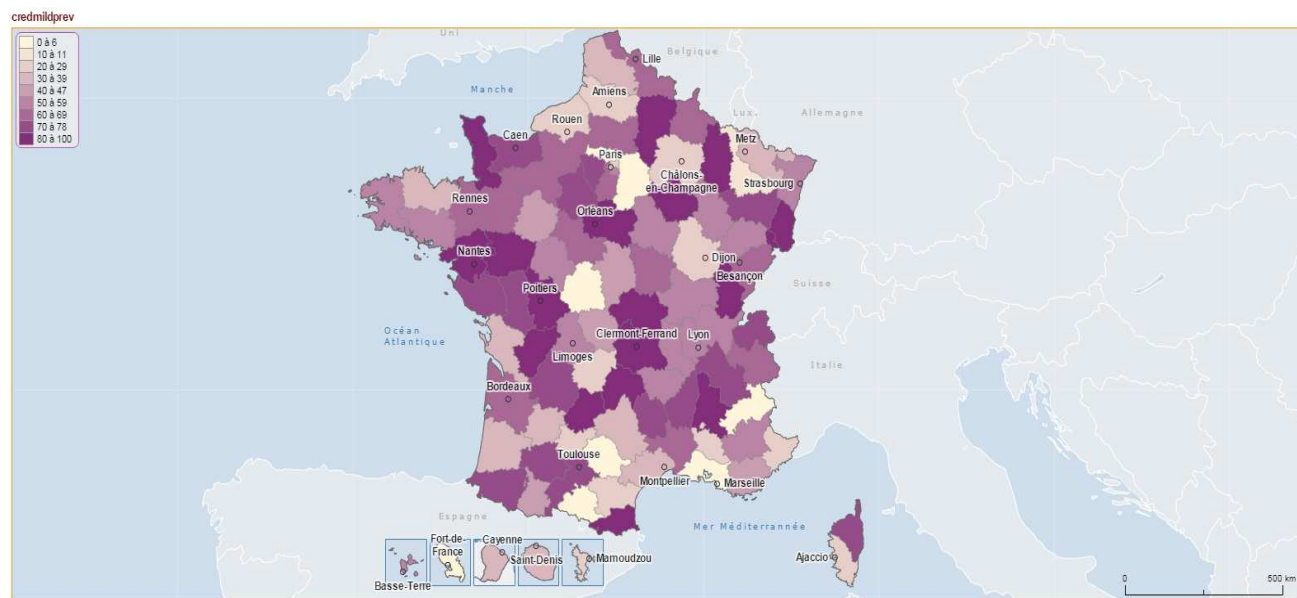 credmildprev
0 à 6
10 à 11
20 à 29
30 à 39
40 à 47
50 à 59
60 à 69
70 à 78
80 à 100
Uni
Belgique
Lille
Manche
Amiens
Lux.
Allemagne
Rouen
Caen
Metz
Paris
Châlons-
en-Champagne
Strasbourg
Rennes
Orléans
Nantes
Dijon
Besançon
Poitiers
Suisse
Océan
Atlantique
Clermont-Ferrand
Lyon
Limoges
Italie
Bordeaux
Toulouse
Montpellier
Marseille
Espagne
Mer Méditerrannée
Fort-de-
France
Cayenne
Saint-Denis
Mamoudzou
Ajaccio
Basse-Terre
0
500 km